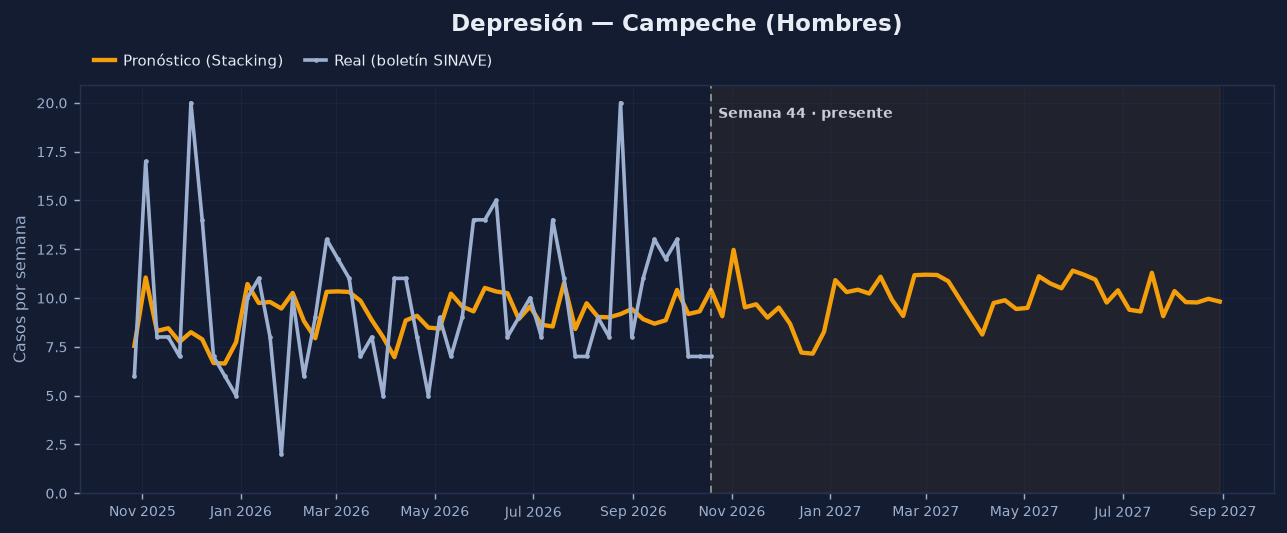 Depresión — Campeche (Hombres)
Pronóstico (Stacking)
Real (boletín SINAVE)
Semana 44 · presente
Casos por semana
20.0
17.5
15.0
12.5
10.0
7.5
5.0
2.5
0.0
Nov 2025
Jan 2026
Mar 2026
May 2026
Jul 2026
Sep 2026
Nov 2026
Jan 2027
Mar 2027
May 2027
Jul 2027
Sep 2027